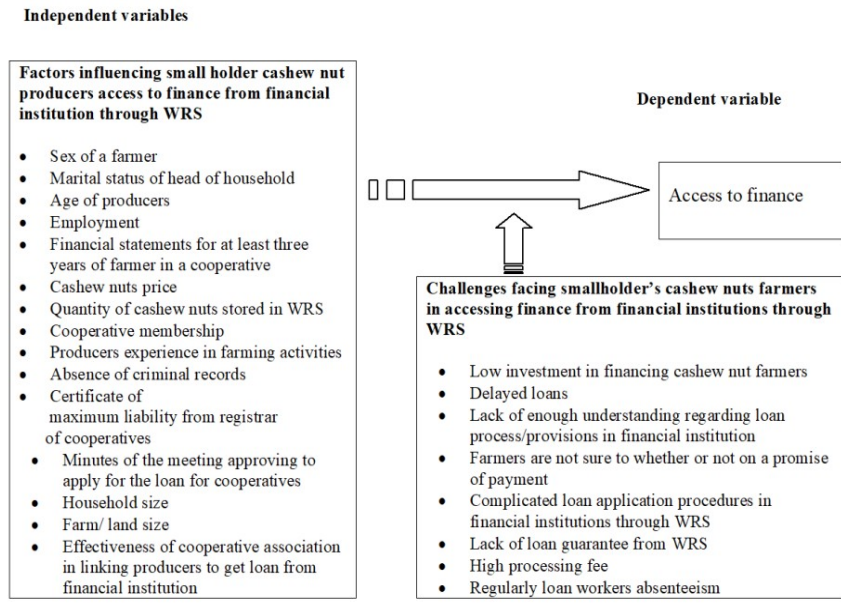 Independent variables
Factors influencing small holder cashew nut
producers access to finance from financial
institution through WRS
• Sex of a farmer
• Marital status of head of household
• Age of producers
• Employment
• Financial statements for at least three
years of farmer in a cooperative
• Cashew nuts price
• Quantity of cashew nuts stored in WRS
• Cooperative membership
• Producers experience in farming activities
• Absence of criminal records
• Certificate of
maximum liability from registrar
of cooperatives
• Minutes of the meeting approving to
apply for the loan for cooperatives
• Household size
• Farm/ land size
• Effectiveness of cooperative association
in linking producers to get loan from
financial institution
Dependent variable
Access to finance
Challenges facing smallholder's cashew nuts farmers
in accessing finance from financial institutions through
WRS
• Low investment in financing cashew nut farmers
• Delayed loans
• Lack of enough understanding regarding loan
process/provisions in financial institution
• Farmers are not sure to whether or not on a promise
of payment
• Complicated loan application procedures in
financial institutions through WRS
• Lack of loan guarantee from WRS
• High processing fee
• Regularly loan workers absenteeism